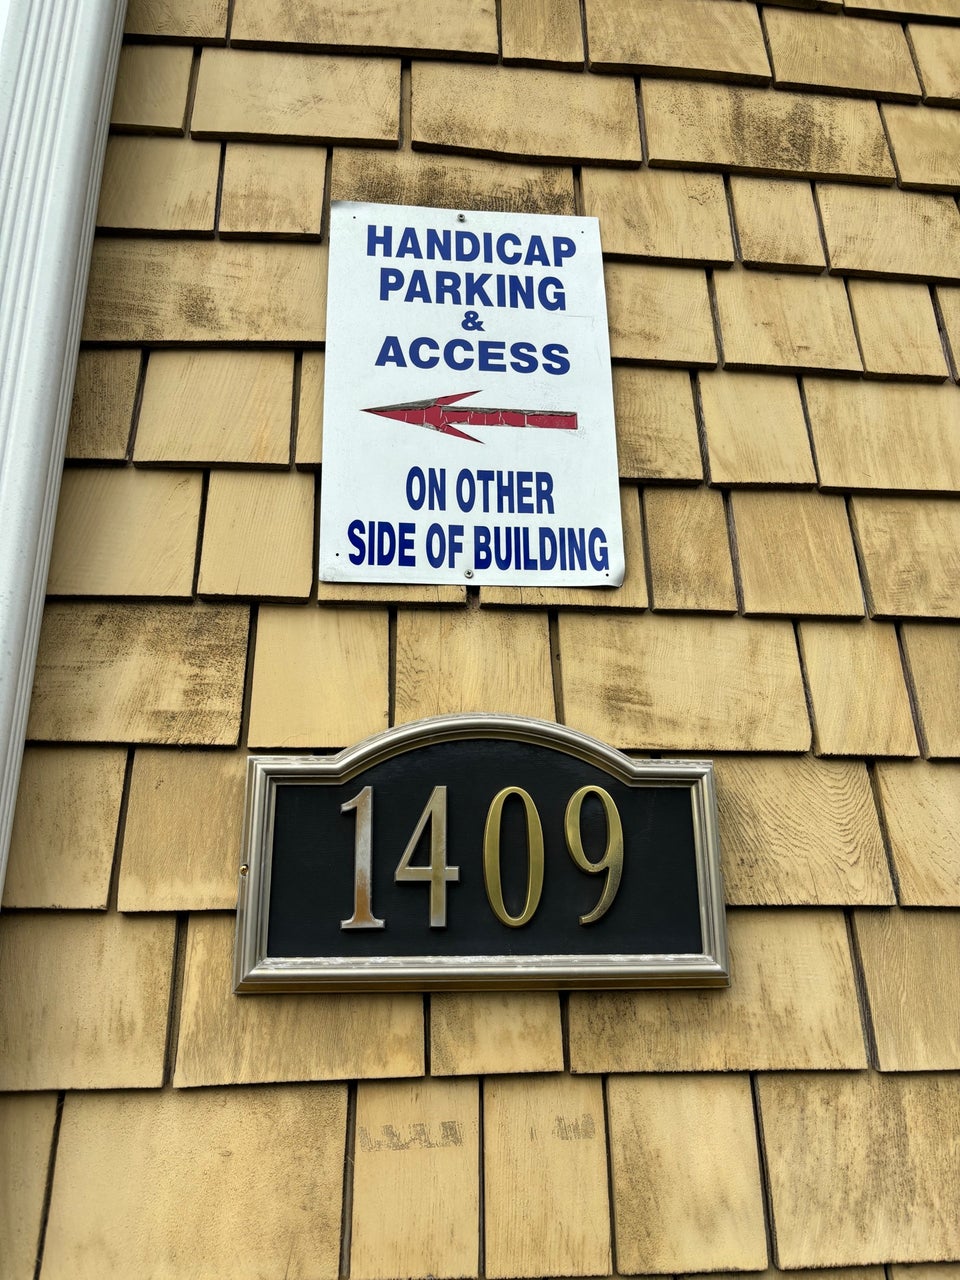 HANDICAP
PARKING
&
ACCESS
ON OTHER
SIDE OF BUILDING
1409